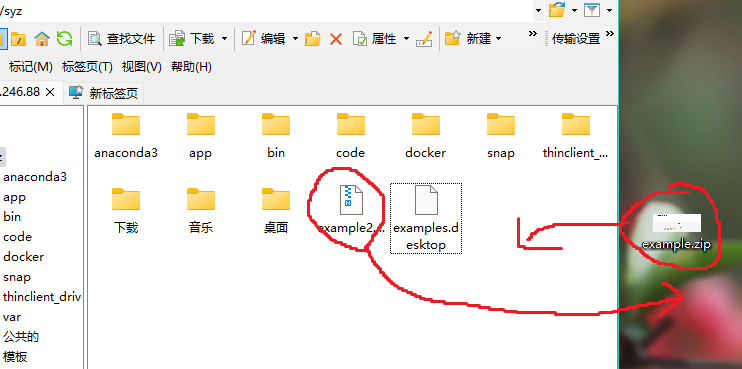 /syz
查找文件 下载 编辑 属性 新建 » 传输设置 »
标记(M) 标签页(T) 视图(V) 帮助(H)
.246.88 × 新标签页
anaconda3
app
bin
code
docker
snap
thinclient_driv
var
公共的
模板
anaconda3 app bin code docker snap thinclient_...
下载 音乐 桌面 example2.... examples.d
esktop
example.zip